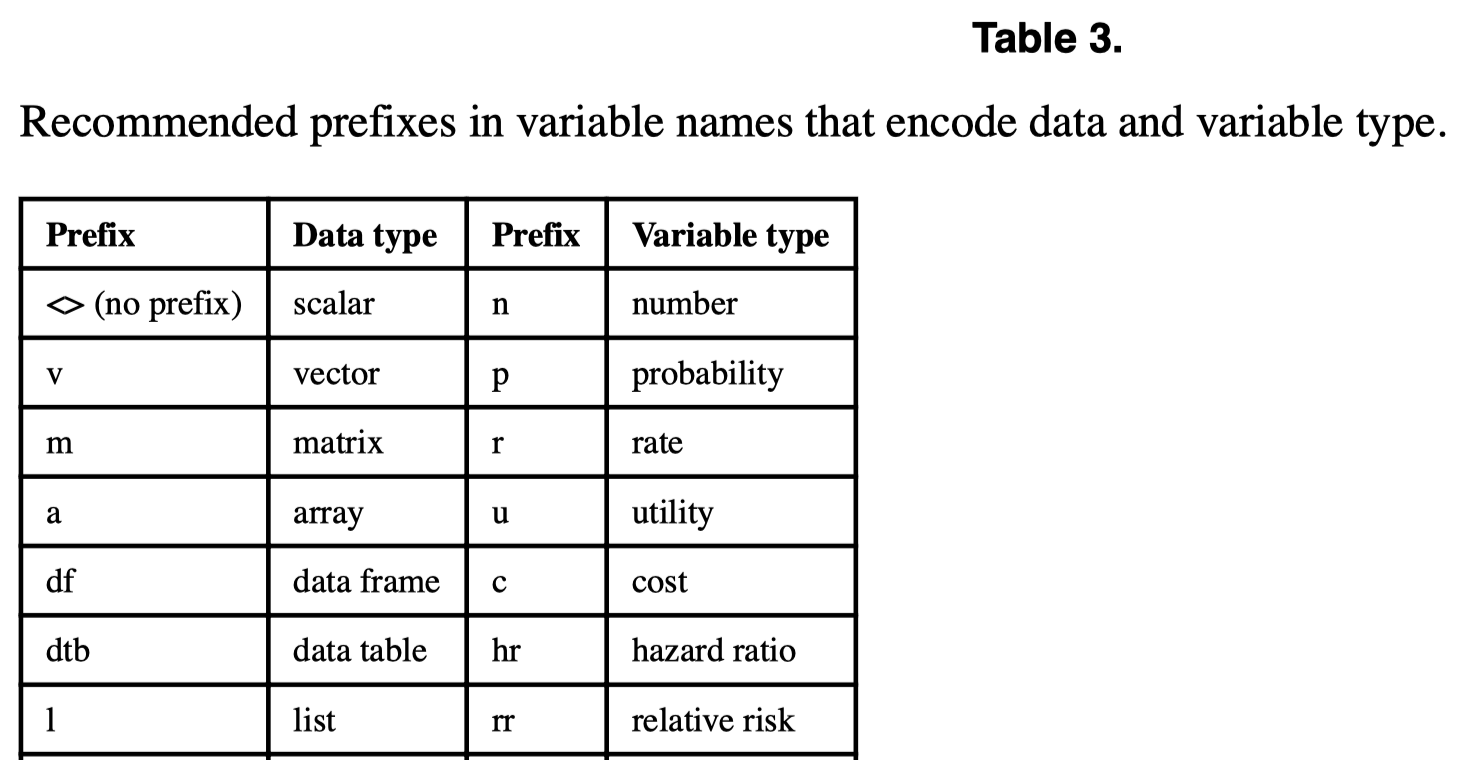 Table 3.
Recommended prefixes in variable names that encode data and variable type.
Prefix Data type Prefix Variable type
<> (no prefix) scalar n number
v vector p probability
m matrix r rate
a array u utility
df data frame c cost
dtb data table hr hazard ratio
l list rr relative risk